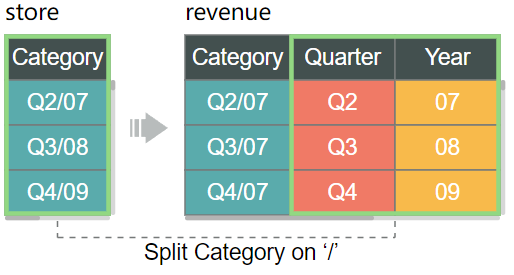 store revenue
Category Category Quarter Year
Q2/07 Q2/07 Q2 07
Q3/08 Q3/07 Q3 08
Q4/09 Q4/07 Q4 09
Split Category on ‘/’